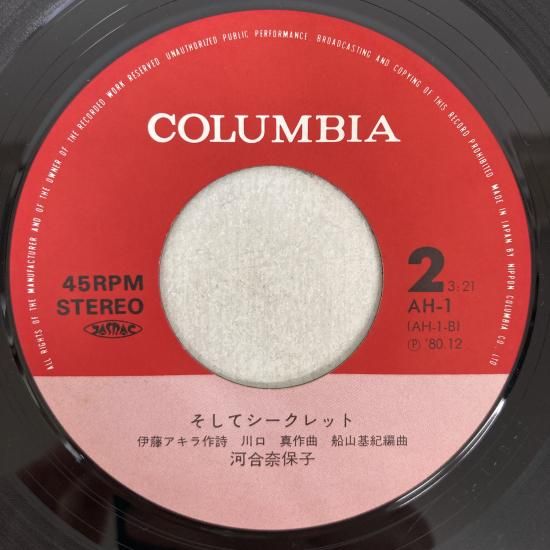 ALL RIGHTS OF THE MANUFACTURER AND OF THE OWNER OF THE RECORDED WORK RESERVED. UNAUTHORIZED PUBLIC PERFORMANCE. BROADCASTING AND COPYING OF THIS RECORD PROHIBITED. MADE IN JAPAN BY NIPPON COLUMBIA CO., LTD
COLUMBIA
45RPM
STEREO
JASRAC
2 3:21
AH-1
(AH-1-B)
Ⓟ '80.12
そしてシークレット
伊藤アキラ作詩 川口 真作曲 船山基紀編曲
河合奈保子